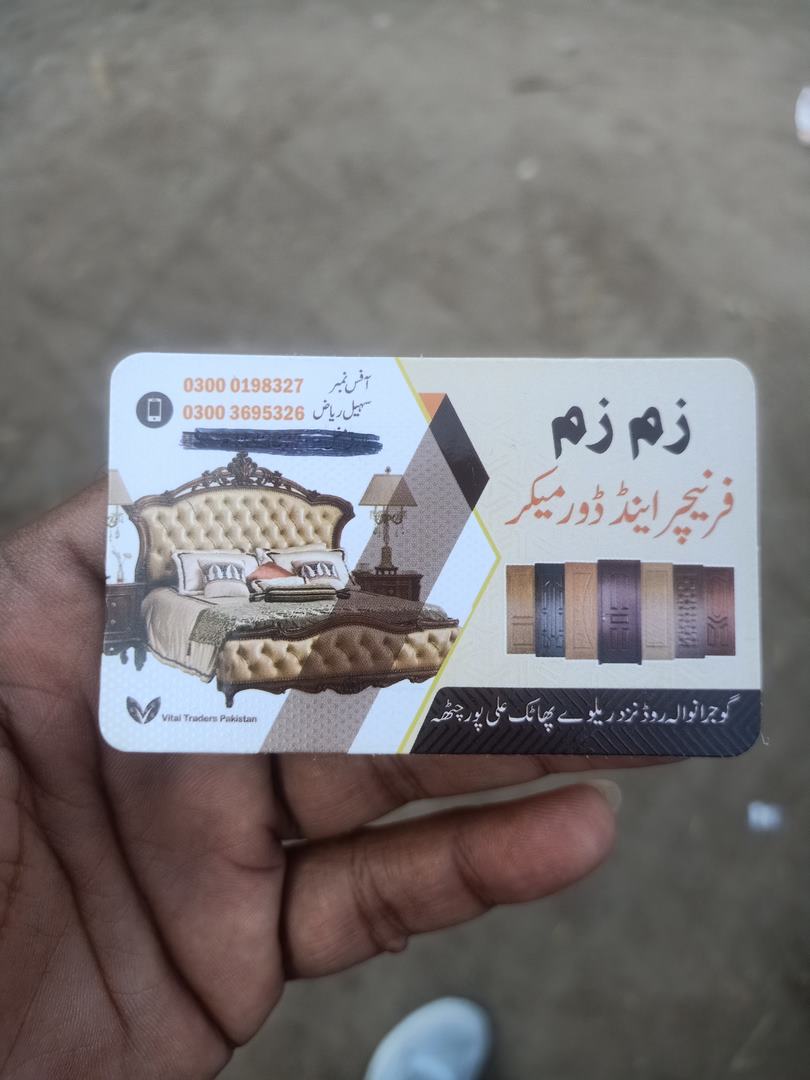 0300 0198327 آفس نمبر
0300 3695326 سہیل ریاض
زم زم
فرنیچر اینڈ ڈور میکر
گوجرانوالہ روڈ نزد ریلوے پھاٹک علی پور چٹھہ
Vital Traders Pakistan